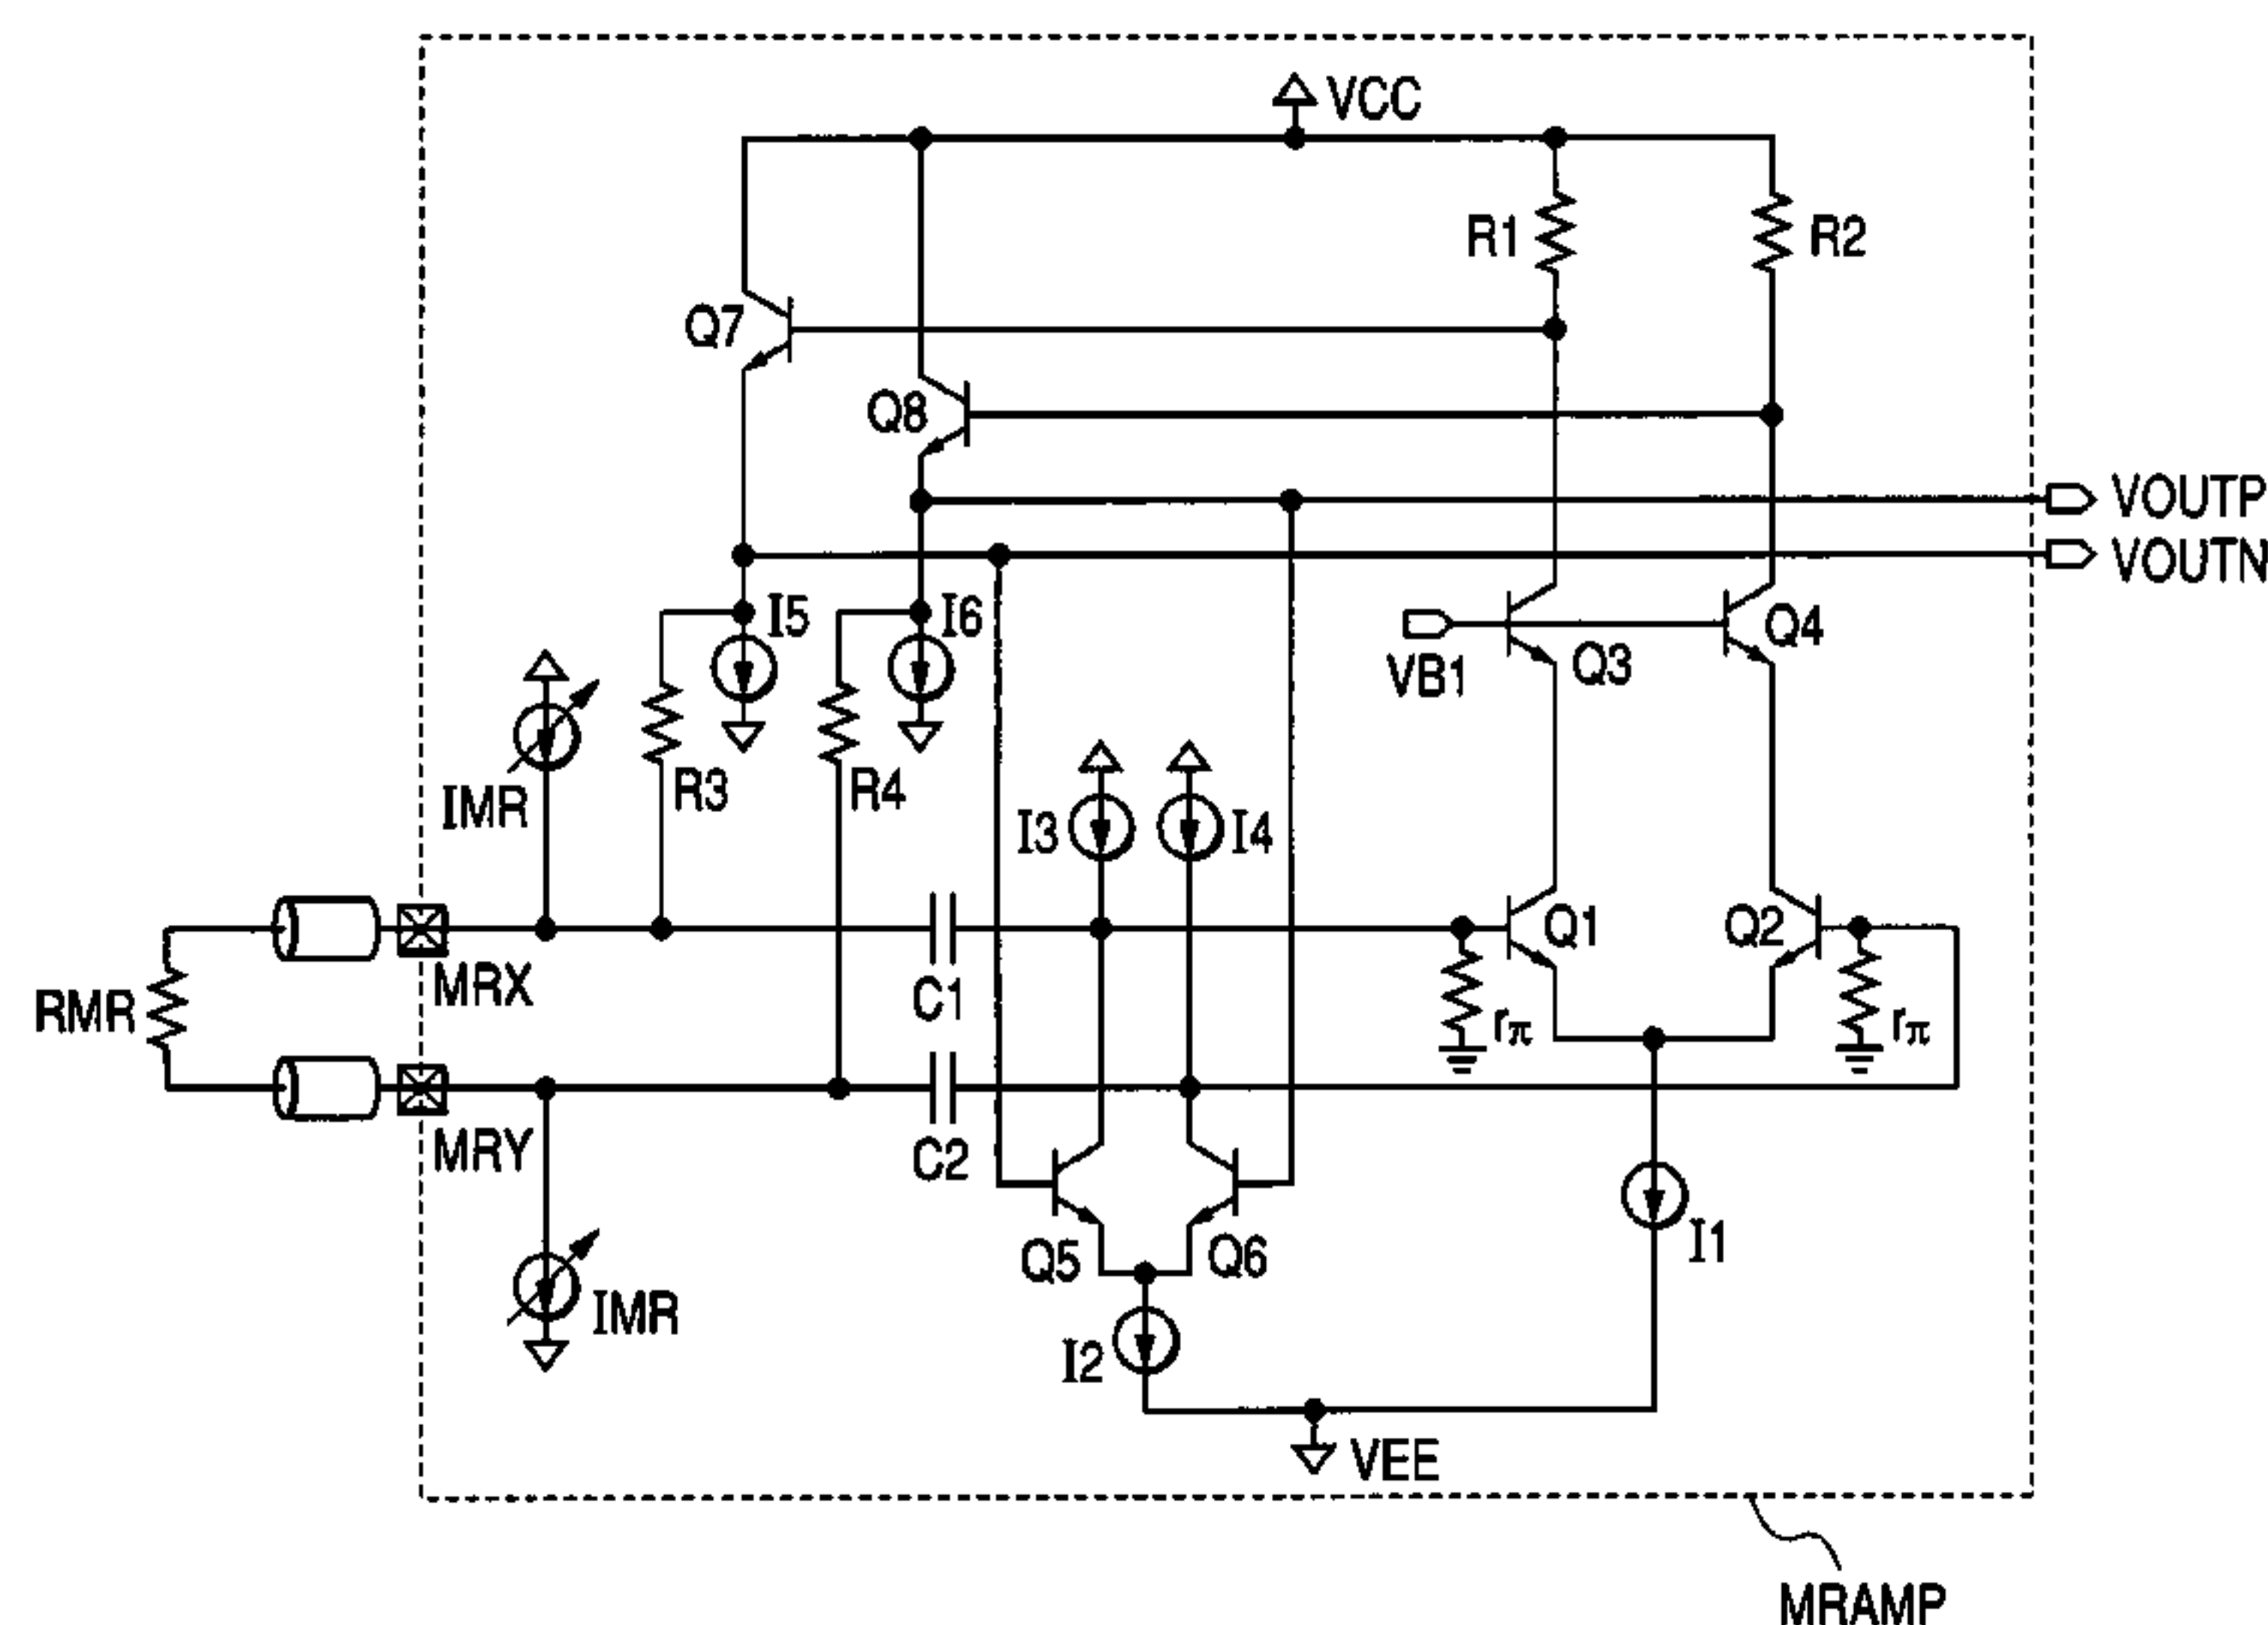 VCC
R1
R2
Q7
Q8
VOUTP
VOUTN
I5
I6
VB1
Q3
Q4
IMR
R3
R4
I3
I4
RMR
MRX
C1
Q1
Q2
rπ
rπ
MRY
C2
Q5
Q6
I1
IMR
I2
VEE
MRAMP